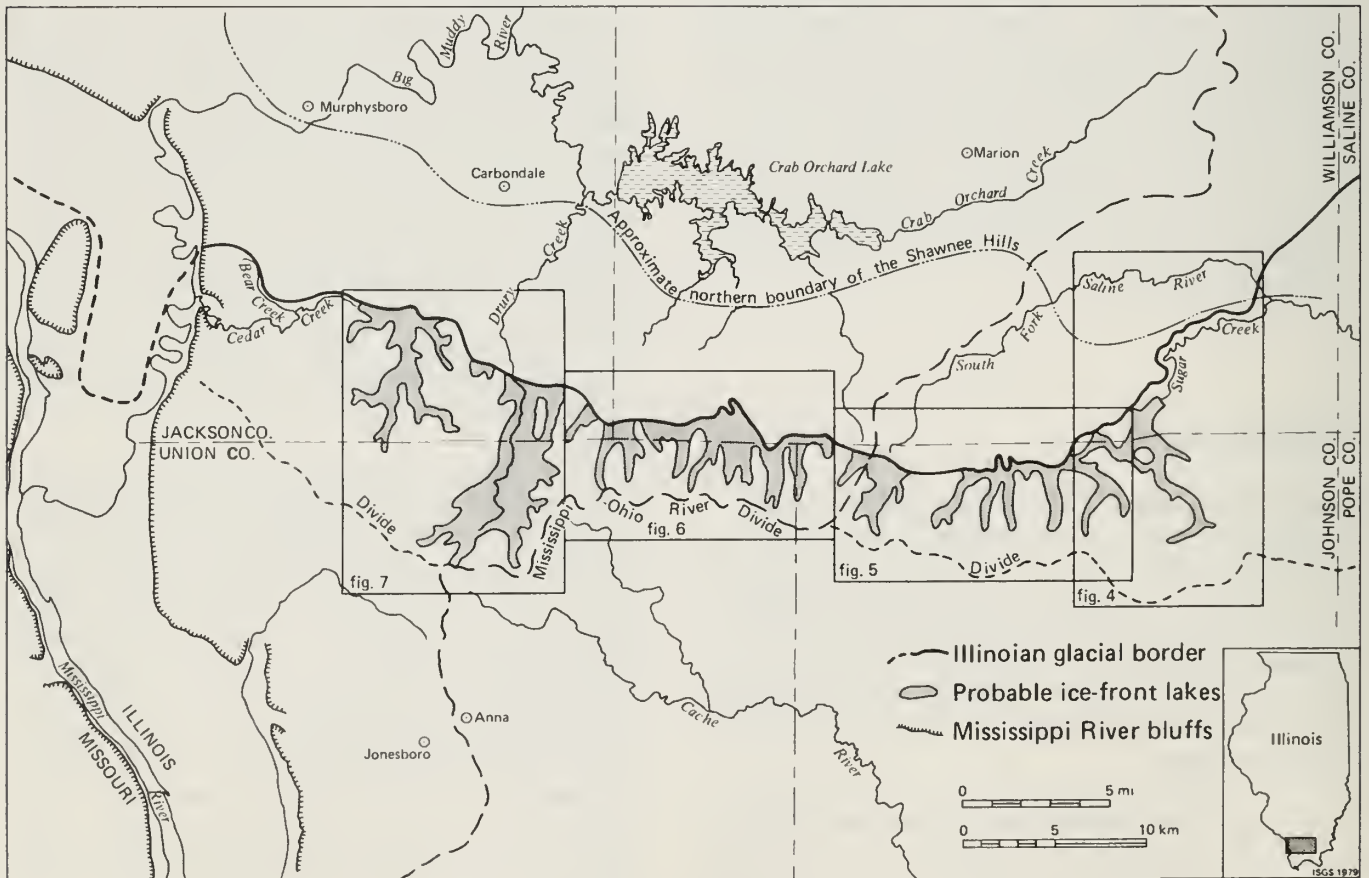 Big Muddy River
Murphysboro
Carbondale
Crab Orchard Lake
Marion
Crab Orchard Creek
WILLIAMSON CO.
SALINE CO.
Drury Creek
Approximate northern boundary of the Shawnee Hills
Bear Creek
Cedar Creek
South Fork Saline River
Sugar Creek
JACKSON CO.
UNION CO.
JOHNSON CO.
POPE CO.
Divide
Mississippi
Ohio River Divide
Divide
fig. 7
fig. 6
fig. 5
fig. 4
Mississippi River
ILLINOIS
MISSOURI
Anna
Jonesboro
Cache River
Illinoian glacial border
Probable ice-front lakes
Mississippi River bluffs
0 5 mi
0 5 10 km
Illinois
ISGS 1979